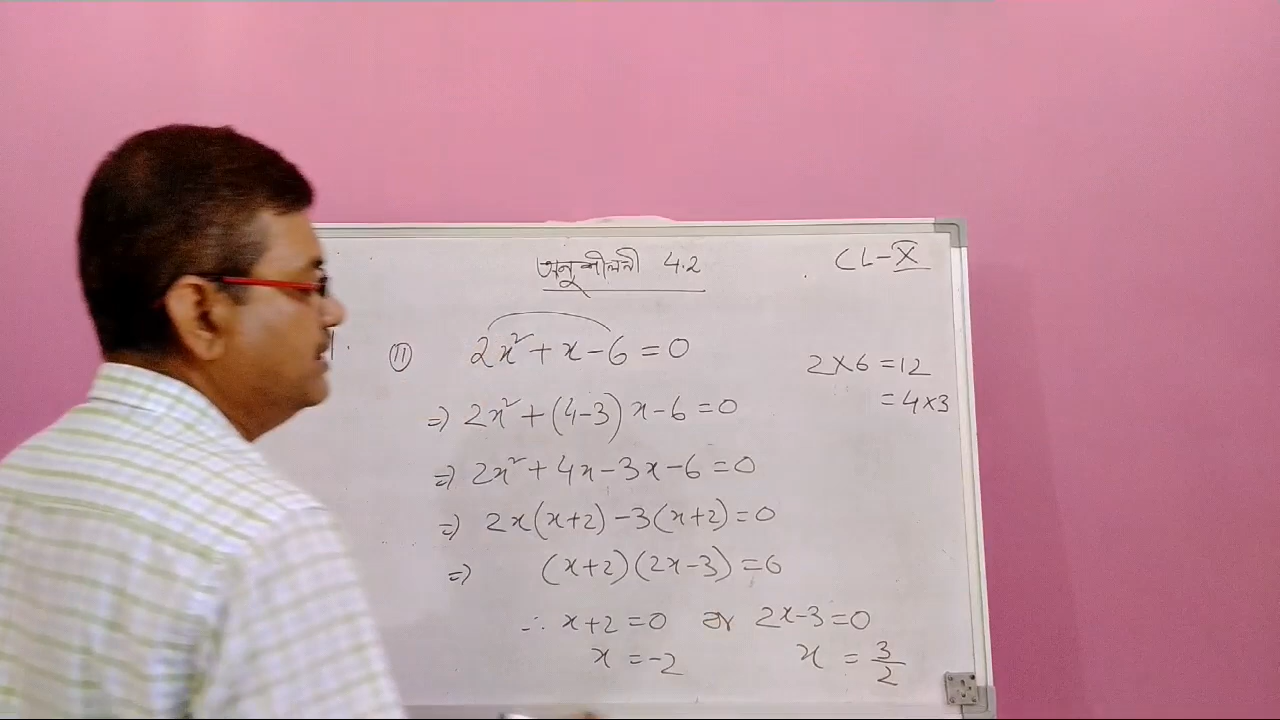 অনুশীলনী 4.2
CL-X
1. (ii) 2x² + x - 6 = 0
2 × 6 = 12
= 4 × 3
⇒) 2x² + (4-3) x - 6 = 0
⇒) 2x² + 4x - 3x - 6 = 0
⇒) 2x(x+2) - 3(x+2) = 0
⇒) (x+2)(2x-3) = 6
∴ x+2 = 0 or 2x-3 = 0
x = -2 x = 3/2